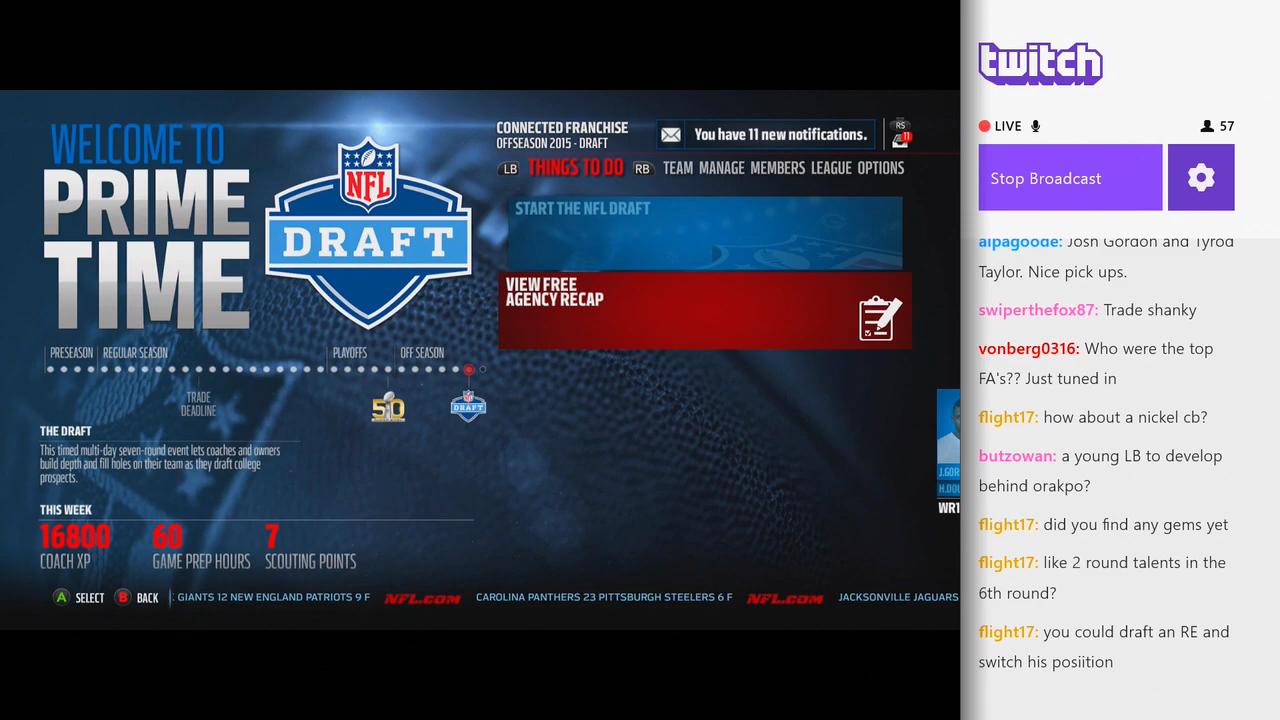 WELCOME TO
PRIME
TIME
NFL
DRAFT
CONNECTED FRANCHISE
OFFSEASON 2015 - DRAFT
You have 11 new notifications.
RS
11
LB THINGS TO DO RB TEAM MANAGE MEMBERS LEAGUE OPTIONS
START THE NFL DRAFT
VIEW FREE
AGENCY RECAP
PRESEASON REGULAR SEASON PLAYOFFS OFF SEASON
TRADE
DEADLINE
50
NFL
DRAFT
THE DRAFT
This timed multi-day seven-round event lets coaches and owners
build depth and fill holes on their team as they draft college
prospects.
THIS WEEK
16800 60 7
COACH XP GAME PREP HOURS SCOUTING POINTS
J.GOR
H.DOU
WR1
A SELECT B BACK : GIANTS 12 NEW ENGLAND PATRIOTS 9 F NFL.COM CAROLINA PANTHERS 23 PITTSBURGH STEELERS 6 F NFL.COM JACKSONVILLE JAGUARS
twitch
LIVE 57
Stop Broadcast
aipagoode: Josh Gordon and Tyrod
Taylor. Nice pick ups.
swiperthefox87: Trade shanky
vonberg0316: Who were the top
FA's?? Just tuned in
flight17: how about a nickel cb?
butzowan: a young LB to develop
behind orakpo?
flight17: did you find any gems yet
flight17: like 2 round talents in the
6th round?
flight17: you could draft an RE and
switch his posiition